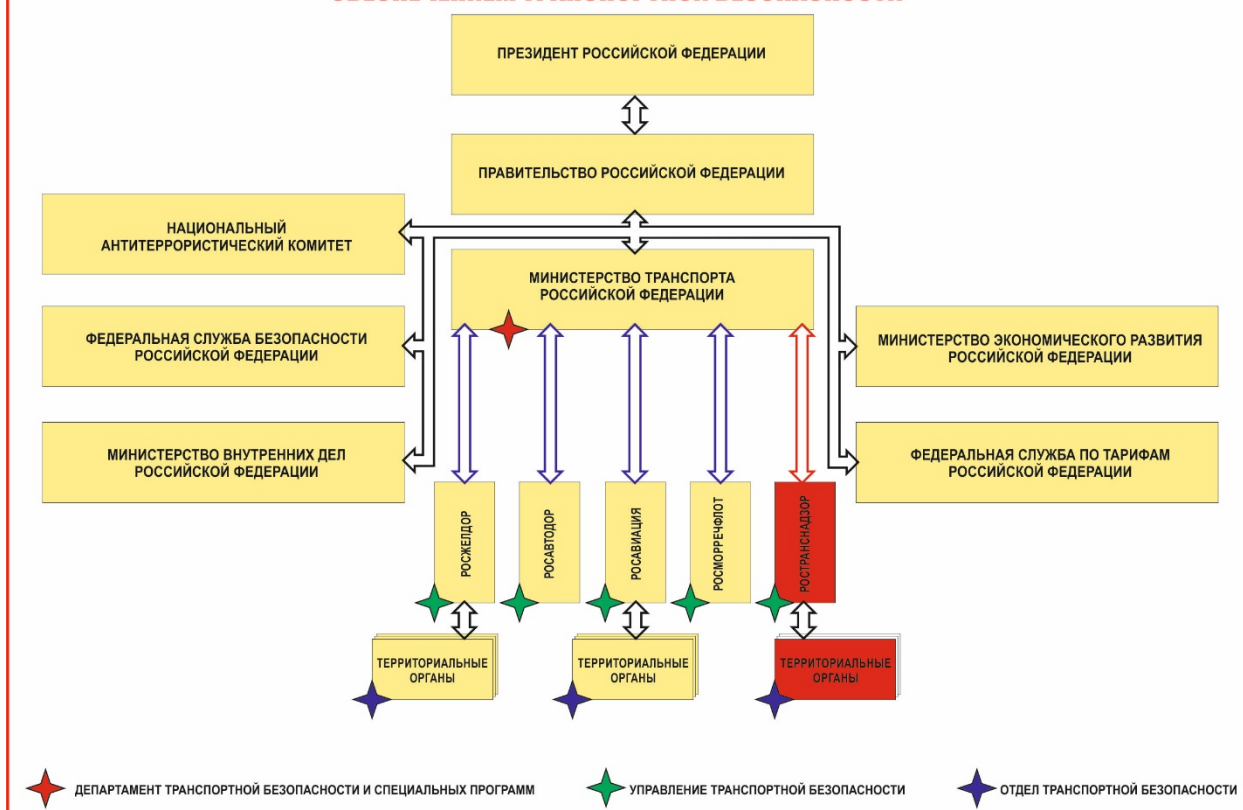 ПРЕЗИДЕНТ РОССИЙСКОЙ ФЕДЕРАЦИИ
ПРАВИТЕЛЬСТВО РОССИЙСКОЙ ФЕДЕРАЦИИ
НАЦИОНАЛЬНЫЙ
АНТИТЕРРОРИСТИЧЕСКИЙ КОМИТЕТ
МИНИСТЕРСТВО ТРАНСПОРТА
РОССИЙСКОЙ ФЕДЕРАЦИИ
ФЕДЕРАЛЬНАЯ СЛУЖБА БЕЗОПАСНОСТИ
РОССИЙСКОЙ ФЕДЕРАЦИИ
МИНИСТЕРСТВО ЭКОНОМИЧЕСКОГО РАЗВИТИЯ
РОССИЙСКОЙ ФЕДЕРАЦИИ
МИНИСТЕРСТВО ВНУТРЕННИХ ДЕЛ
РОССИЙСКОЙ ФЕДЕРАЦИИ
ФЕДЕРАЛЬНАЯ СЛУЖБА ПО ТАРИФАМ
РОССИЙСКОЙ ФЕДЕРАЦИИ
РОСЖЕЛДОР
РОСАВТОДОР
РОСАВИАЦИЯ
РОСМОРРЕЧФЛОТ
РОСТРАНСНАДЗОР
ТЕРРИТОРИАЛЬНЫЕ
ОРГАНЫ
ТЕРРИТОРИАЛЬНЫЕ
ОРГАНЫ
ТЕРРИТОРИАЛЬНЫЕ
ОРГАНЫ
ДЕПАРТАМЕНТ ТРАНСПОРТНОЙ БЕЗОПАСНОСТИ И СПЕЦИАЛЬНЫХ ПРОГРАММ
УПРАВЛЕНИЕ ТРАНСПОРТНОЙ БЕЗОПАСНОСТИ
ОТДЕЛ ТРАНСПОРТНОЙ БЕЗОПАСНОСТИ